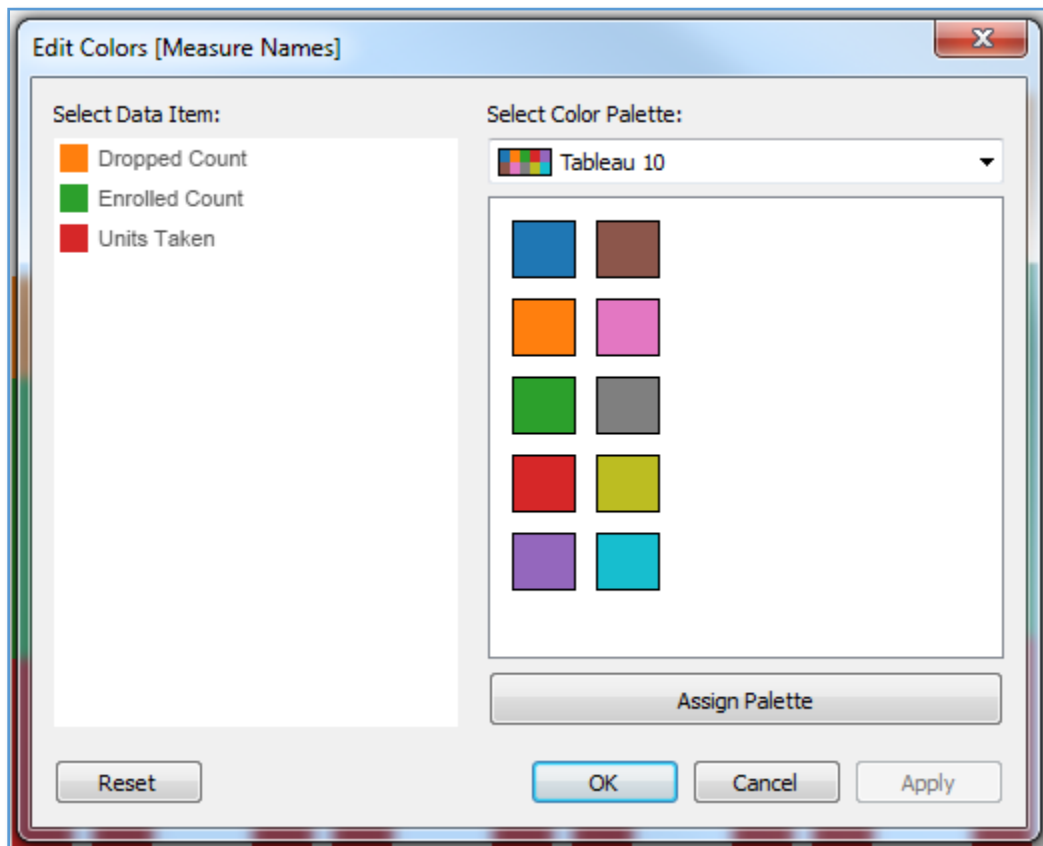 Edit Colors [Measure Names]
Select Data Item:
Dropped Count
Enrolled Count
Units Taken
Select Color Palette:
Tableau 10
Assign Palette
Reset
OK
Cancel
Apply